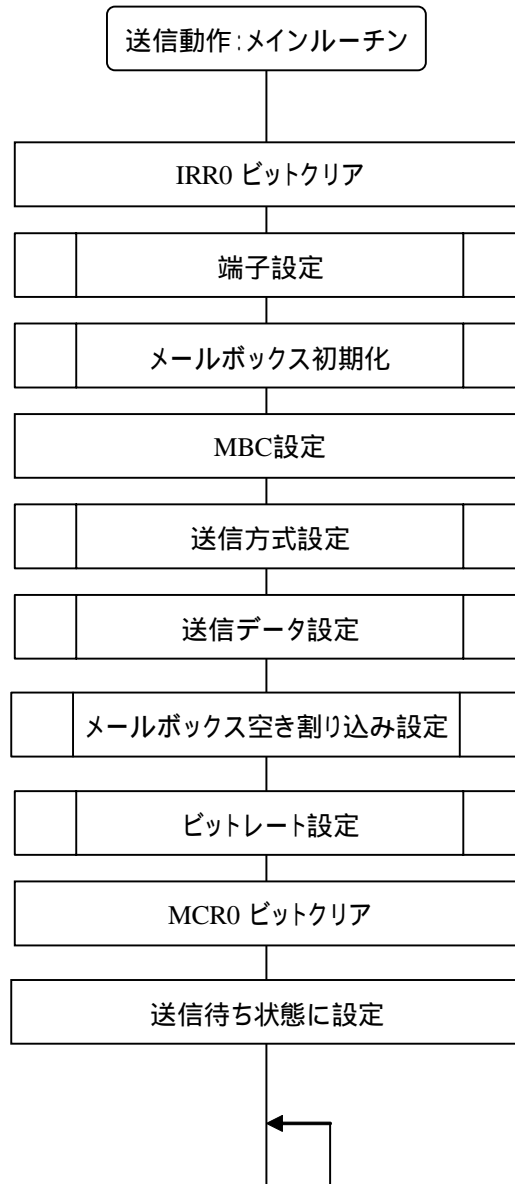 送信動作：メインルーチン
IRR0 ビットクリア
端子設定
メールボックス初期化
MBC設定
送信方式設定
送信データ設定
メールボックス空き割り込み設定
ビットレート設定
MCR0 ビットクリア
送信待ち状態に設定